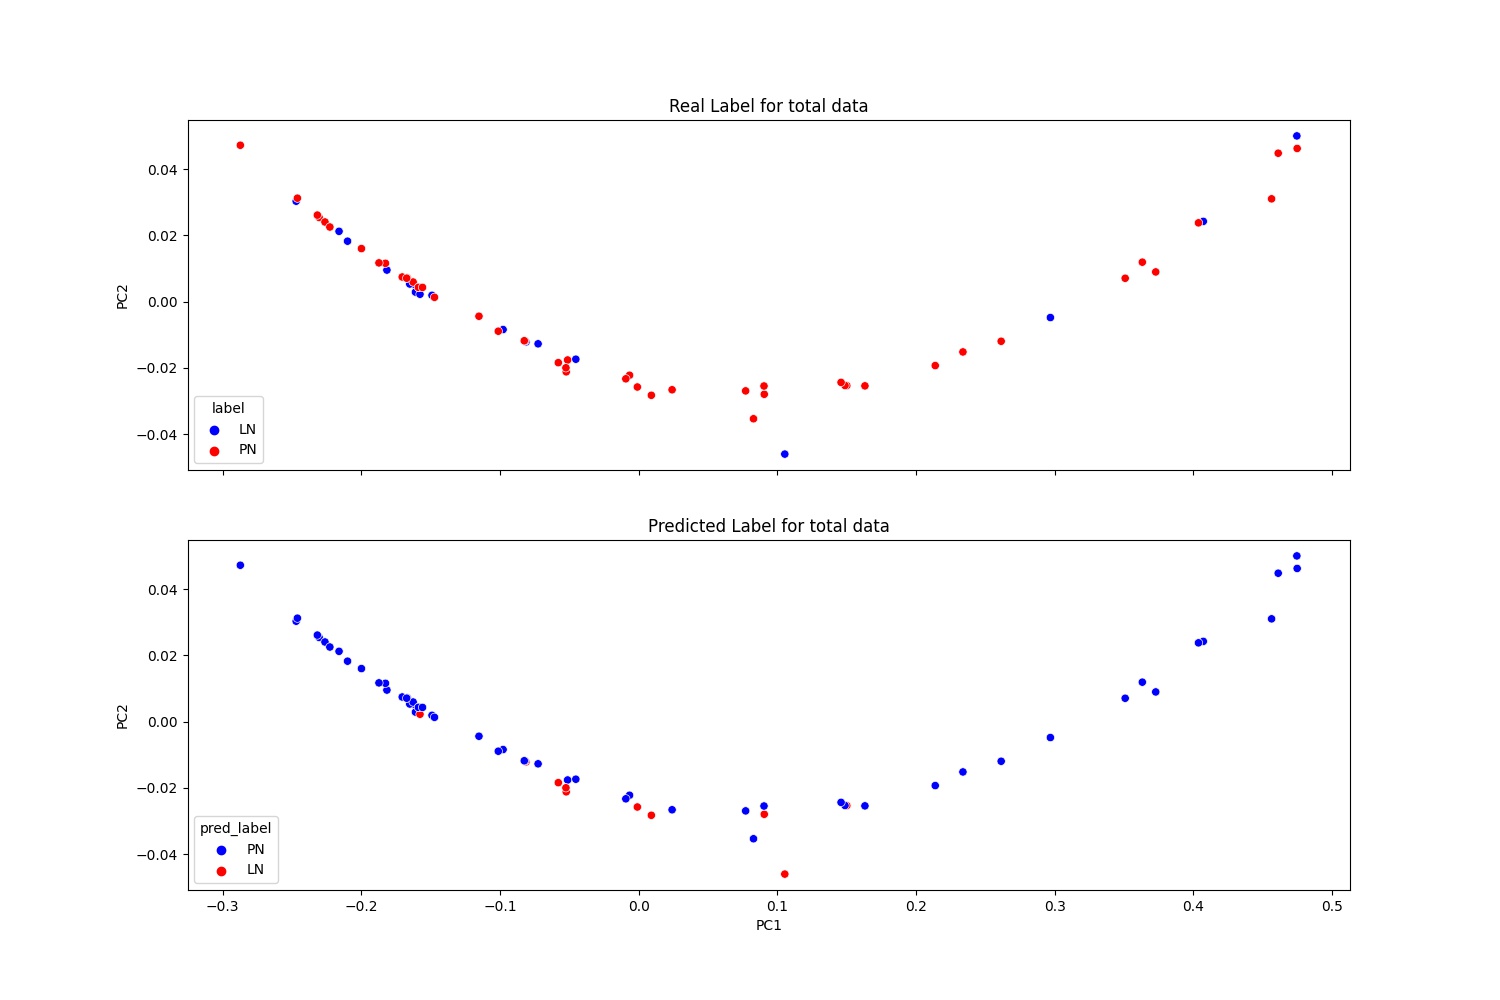 Real Label for total data
0.04
0.02
0.00
−0.02
−0.04
PC2
label
LN
PN
Predicted Label for total data
0.04
0.02
0.00
−0.02
−0.04
PC2
pred_label
PN
LN
−0.3 −0.2 −0.1 0.0 0.1 0.2 0.3 0.4 0.5
PC1